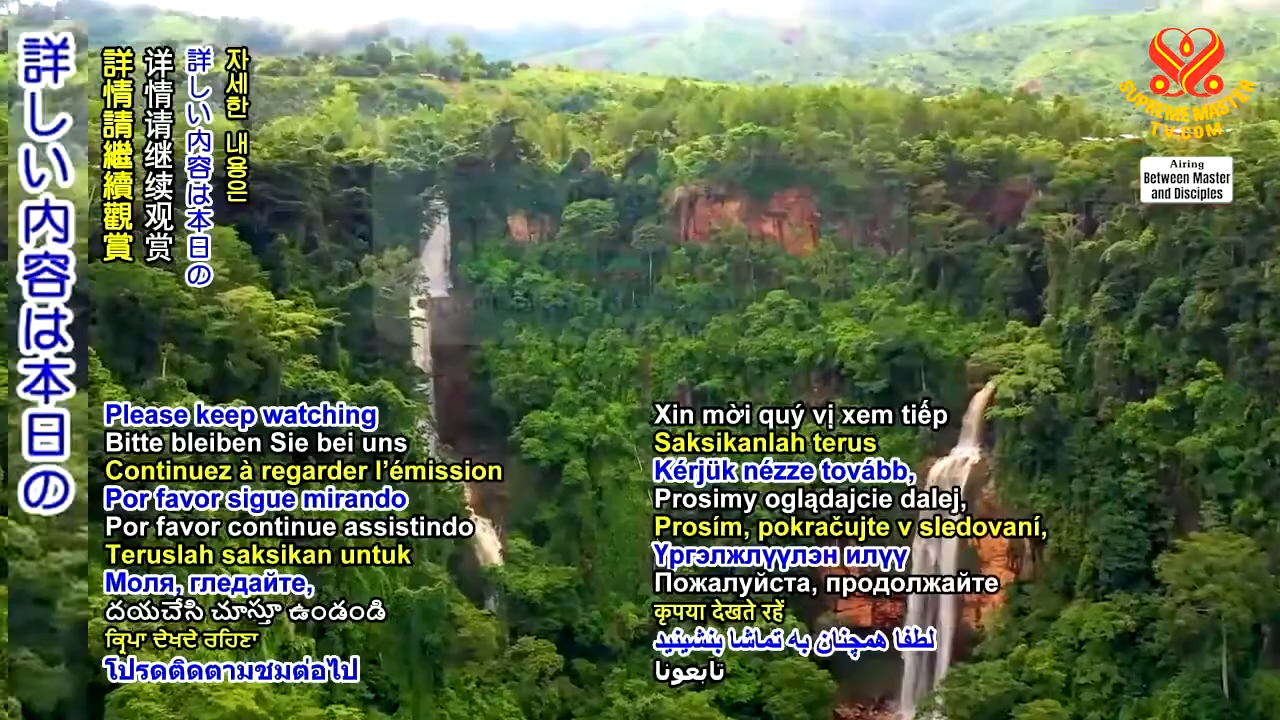 詳しい内容は本日の
詳情請繼續觀賞
详情请继续观赏
詳しい内容は本日の
자세한 내용은
SUPREME MASTER
TV.COM
Airing
Between Master
and Disciples
Please keep watching
Bitte bleiben Sie bei uns
Continuez à regarder l’émission
Por favor sigue mirando
Por favor continue assistindo
Teruslah saksikan untuk
Моля, гледайте,
దయచేసి చూస్తూ ఉండండి
ਕ੍ਰਿਪਾ ਦੇਖਦੇ ਰਹਿਣਾ
โปรดติดตามชมต่อไป
Xin mời quý vị xem tiếp
Saksikanlah terus
Kérjük nézze tovább,
Prosimy oglądajcie dalej,
Prosím, pokračujte v sledovaní,
Үргэлжлүүлэн илүү
Пожалуйста, продолжайте
कृपया देखते रहें
لطفا همچنان به تماشا بنشینید
تابعونا